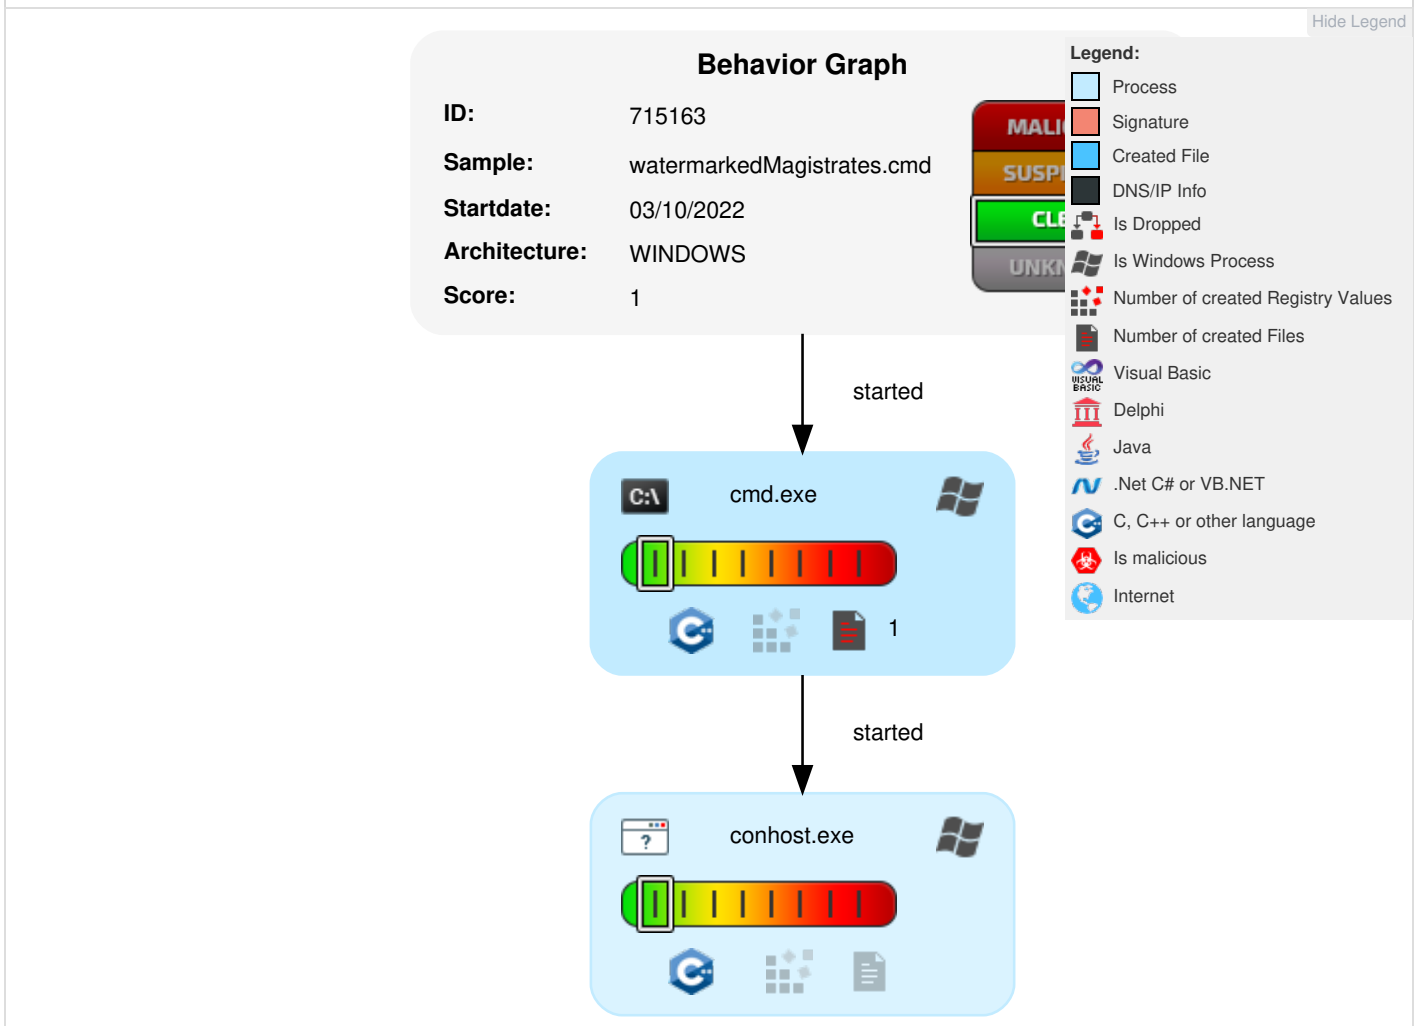 Hide Legend
Behavior Graph
ID: 715163
Sample: watermarkedMagistrates.cmd
Startdate: 03/10/2022
Architecture: WINDOWS
Score: 1
MALI
SUSP
CLE
UNK
Legend:
Process
Signature
Created File
DNS/IP Info
Is Dropped
Is Windows Process
Number of created Registry Values
Number of created Files
VISUAL BASIC Visual Basic
Delphi
Java
.Net C# or VB.NET
C, C++ or other language
Is malicious
Internet
started
C:\ cmd.exe
1
started
? conhost.exe